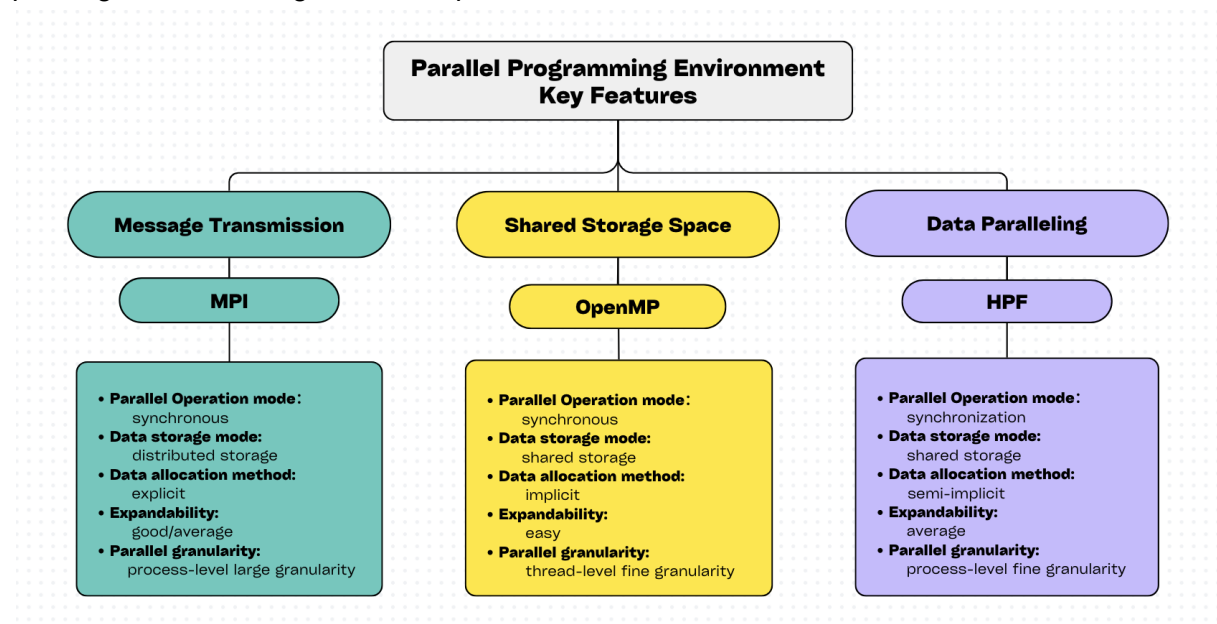 Parallel Programming Environment
Key Features
Message Transmission
MPI
• Parallel Operation mode：
synchronous
• Data storage mode:
distributed storage
• Data allocation method:
explicit
• Expandability:
good/average
• Parallel granularity:
process-level large granularity
Shared Storage Space
OpenMP
• Parallel Operation mode：
synchronous
• Data storage mode:
shared storage
• Data allocation method:
implicit
• Expandability:
easy
• Parallel granularity:
thread-level fine granularity
Data Paralleling
HPF
• Parallel Operation mode：
synchronization
• Data storage mode:
shared storage
• Data allocation method:
semi-implicit
• Expandability:
average
• Parallel granularity:
process-level fine granularity